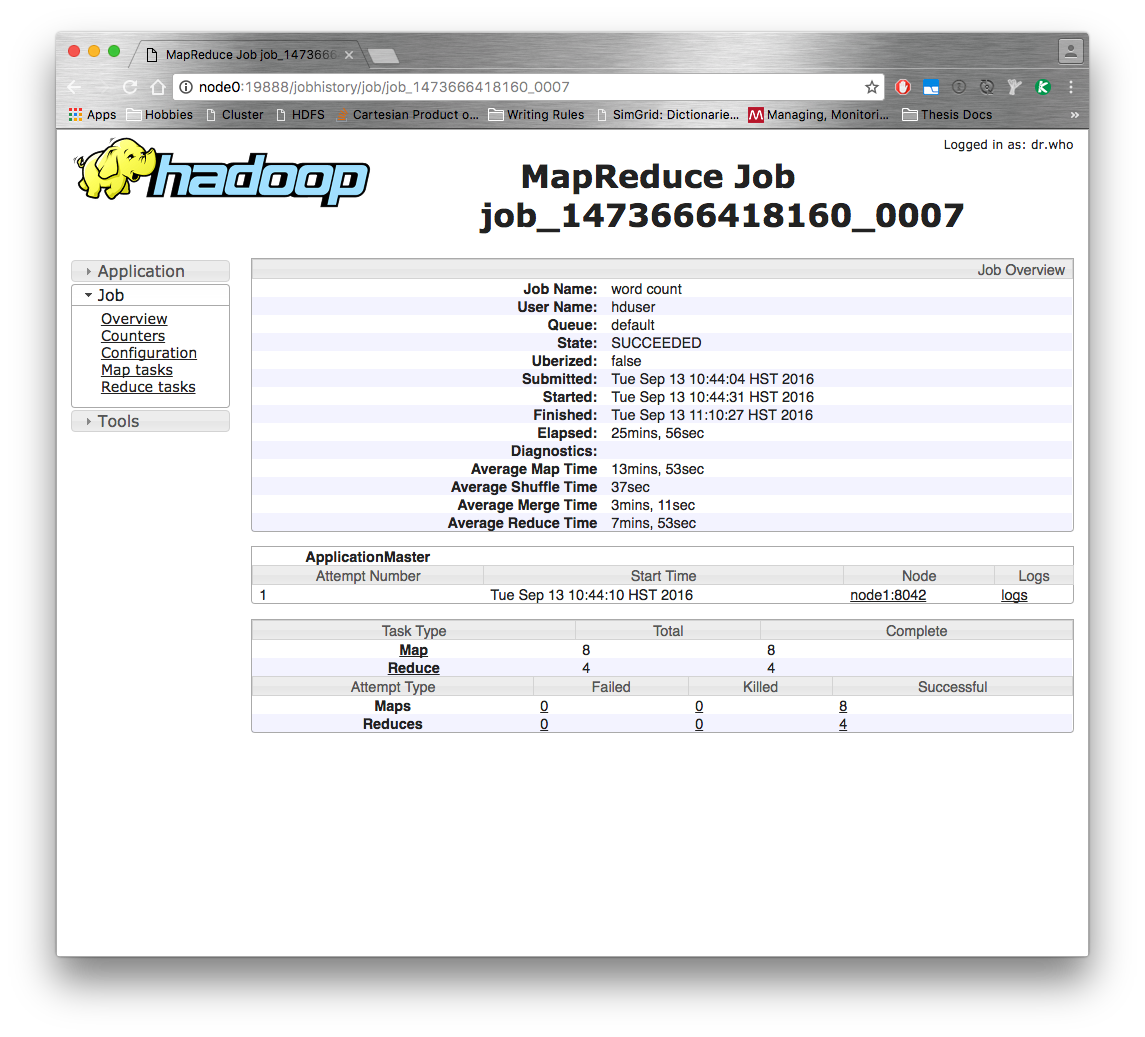 MapReduce Job job_1473666
node0:19888/jobhistory/job/job_1473666418160_0007
Apps Hobbies Cluster HDFS Cartesian Product o... Writing Rules SimGrid: Dictionarie... Managing, Monitori... Thesis Docs »
Logged in as: dr.who
hadoop
MapReduce Job
job_1473666418160_0007
Application
Job
Overview
Counters
Configuration
Map tasks
Reduce tasks
Tools
Job Overview
Job Name: word count
User Name: hduser
Queue: default
State: SUCCEEDED
Uberized: false
Submitted: Tue Sep 13 10:44:04 HST 2016
Started: Tue Sep 13 10:44:31 HST 2016
Finished: Tue Sep 13 11:10:27 HST 2016
Elapsed: 25mins, 56sec
Diagnostics:
Average Map Time 13mins, 53sec
Average Shuffle Time 37sec
Average Merge Time 3mins, 11sec
Average Reduce Time 7mins, 53sec
ApplicationMaster
Attempt Number Start Time Node Logs
1 Tue Sep 13 10:44:10 HST 2016 node1:8042 logs
Task Type Total Complete
Map 8 8
Reduce 4 4
Attempt Type Failed Killed Successful
Maps 0 0 8
Reduces 0 0 4